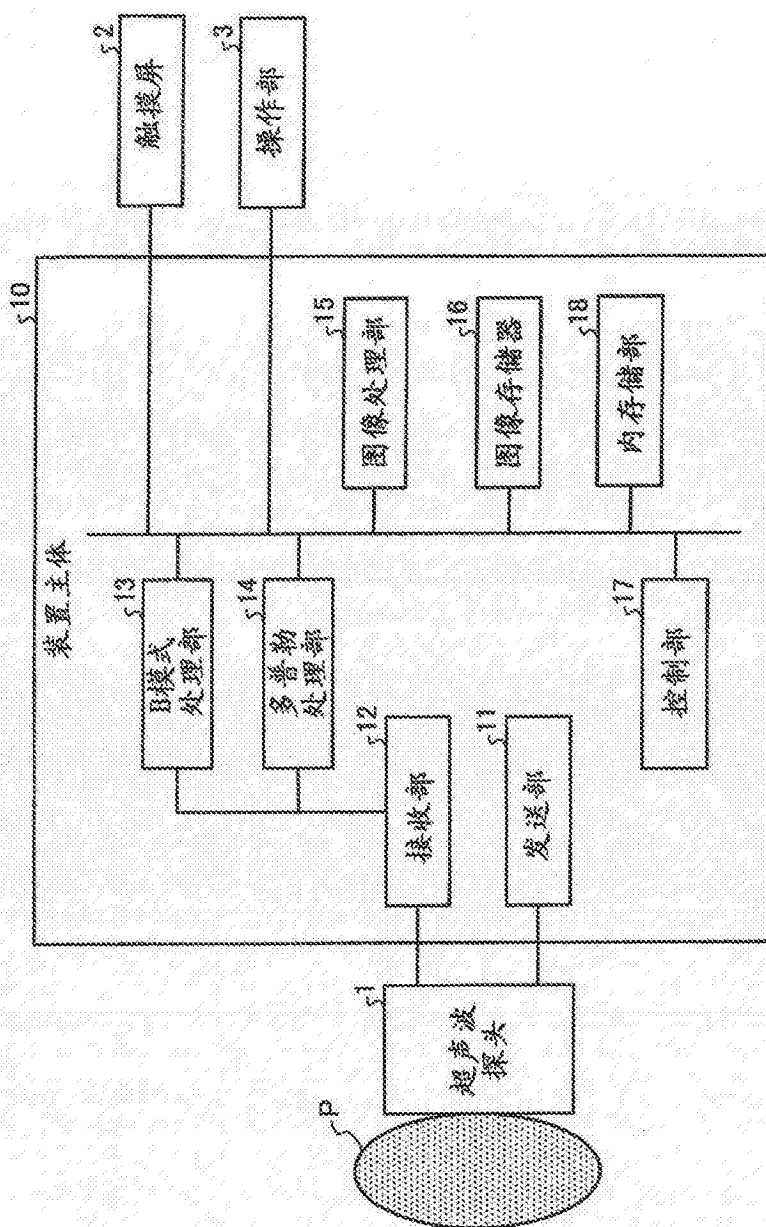 10
装置主体
2
触摸屏
3
操作部
13
B模式
处理部
14
多普勒
处理部
15
图像处理部
16
图像存储器
18
内存储部
12
接收部
11
发送部
17
控制部
1
超声波
探头
P